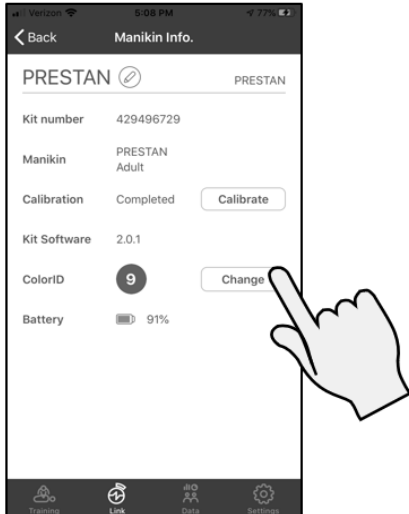 Verizon 5:08 PM 77%
Back Manikin Info.
PRESTAN PRESTAN
Kit number 429496729
Manikin PRESTAN
Adult
Calibration Completed Calibrate
Kit Software 2.0.1
ColorID 9 Change
Battery 91%
Training Link Data Settings